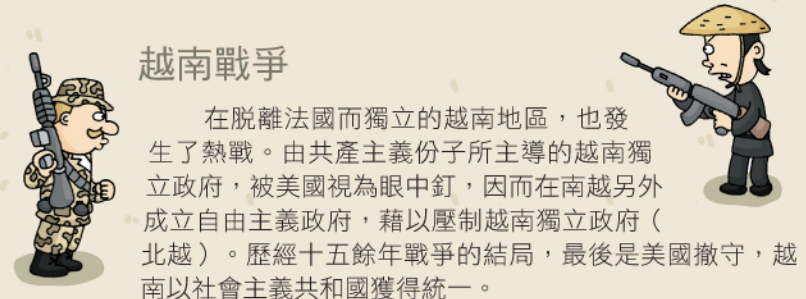 越南戰爭
在脫離法國而獨立的越南地區，也發
生了熱戰。由共產主義份子所主導的越南獨
立政府，被美國視為眼中釘，因而在南越另外
成立自由主義政府，藉以壓制越南獨立政府（
北越）。歷經十五餘年戰爭的結局，最後是美國撤守，越
南以社會主義共和國獲得統一。